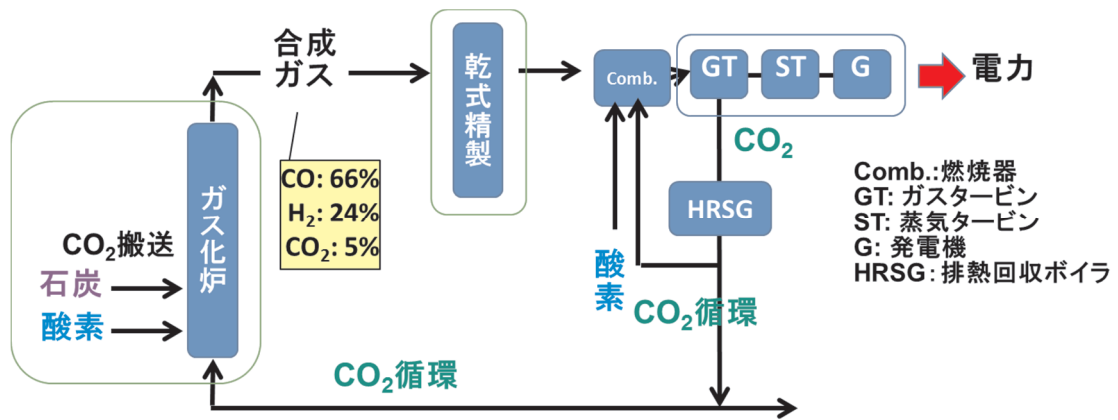 合成
ガス
乾式精製
Comb.
GT
ST
G
電力
CO₂
CO: 66%
H₂: 24%
CO₂: 5%
ガス化炉
CO₂搬送
石炭
酸素
HRSG
酸素
CO₂循環
CO₂循環
Comb.:燃焼器
GT: ガスタービン
ST: 蒸気タービン
G: 発電機
HRSG：排熱回収ボイラ